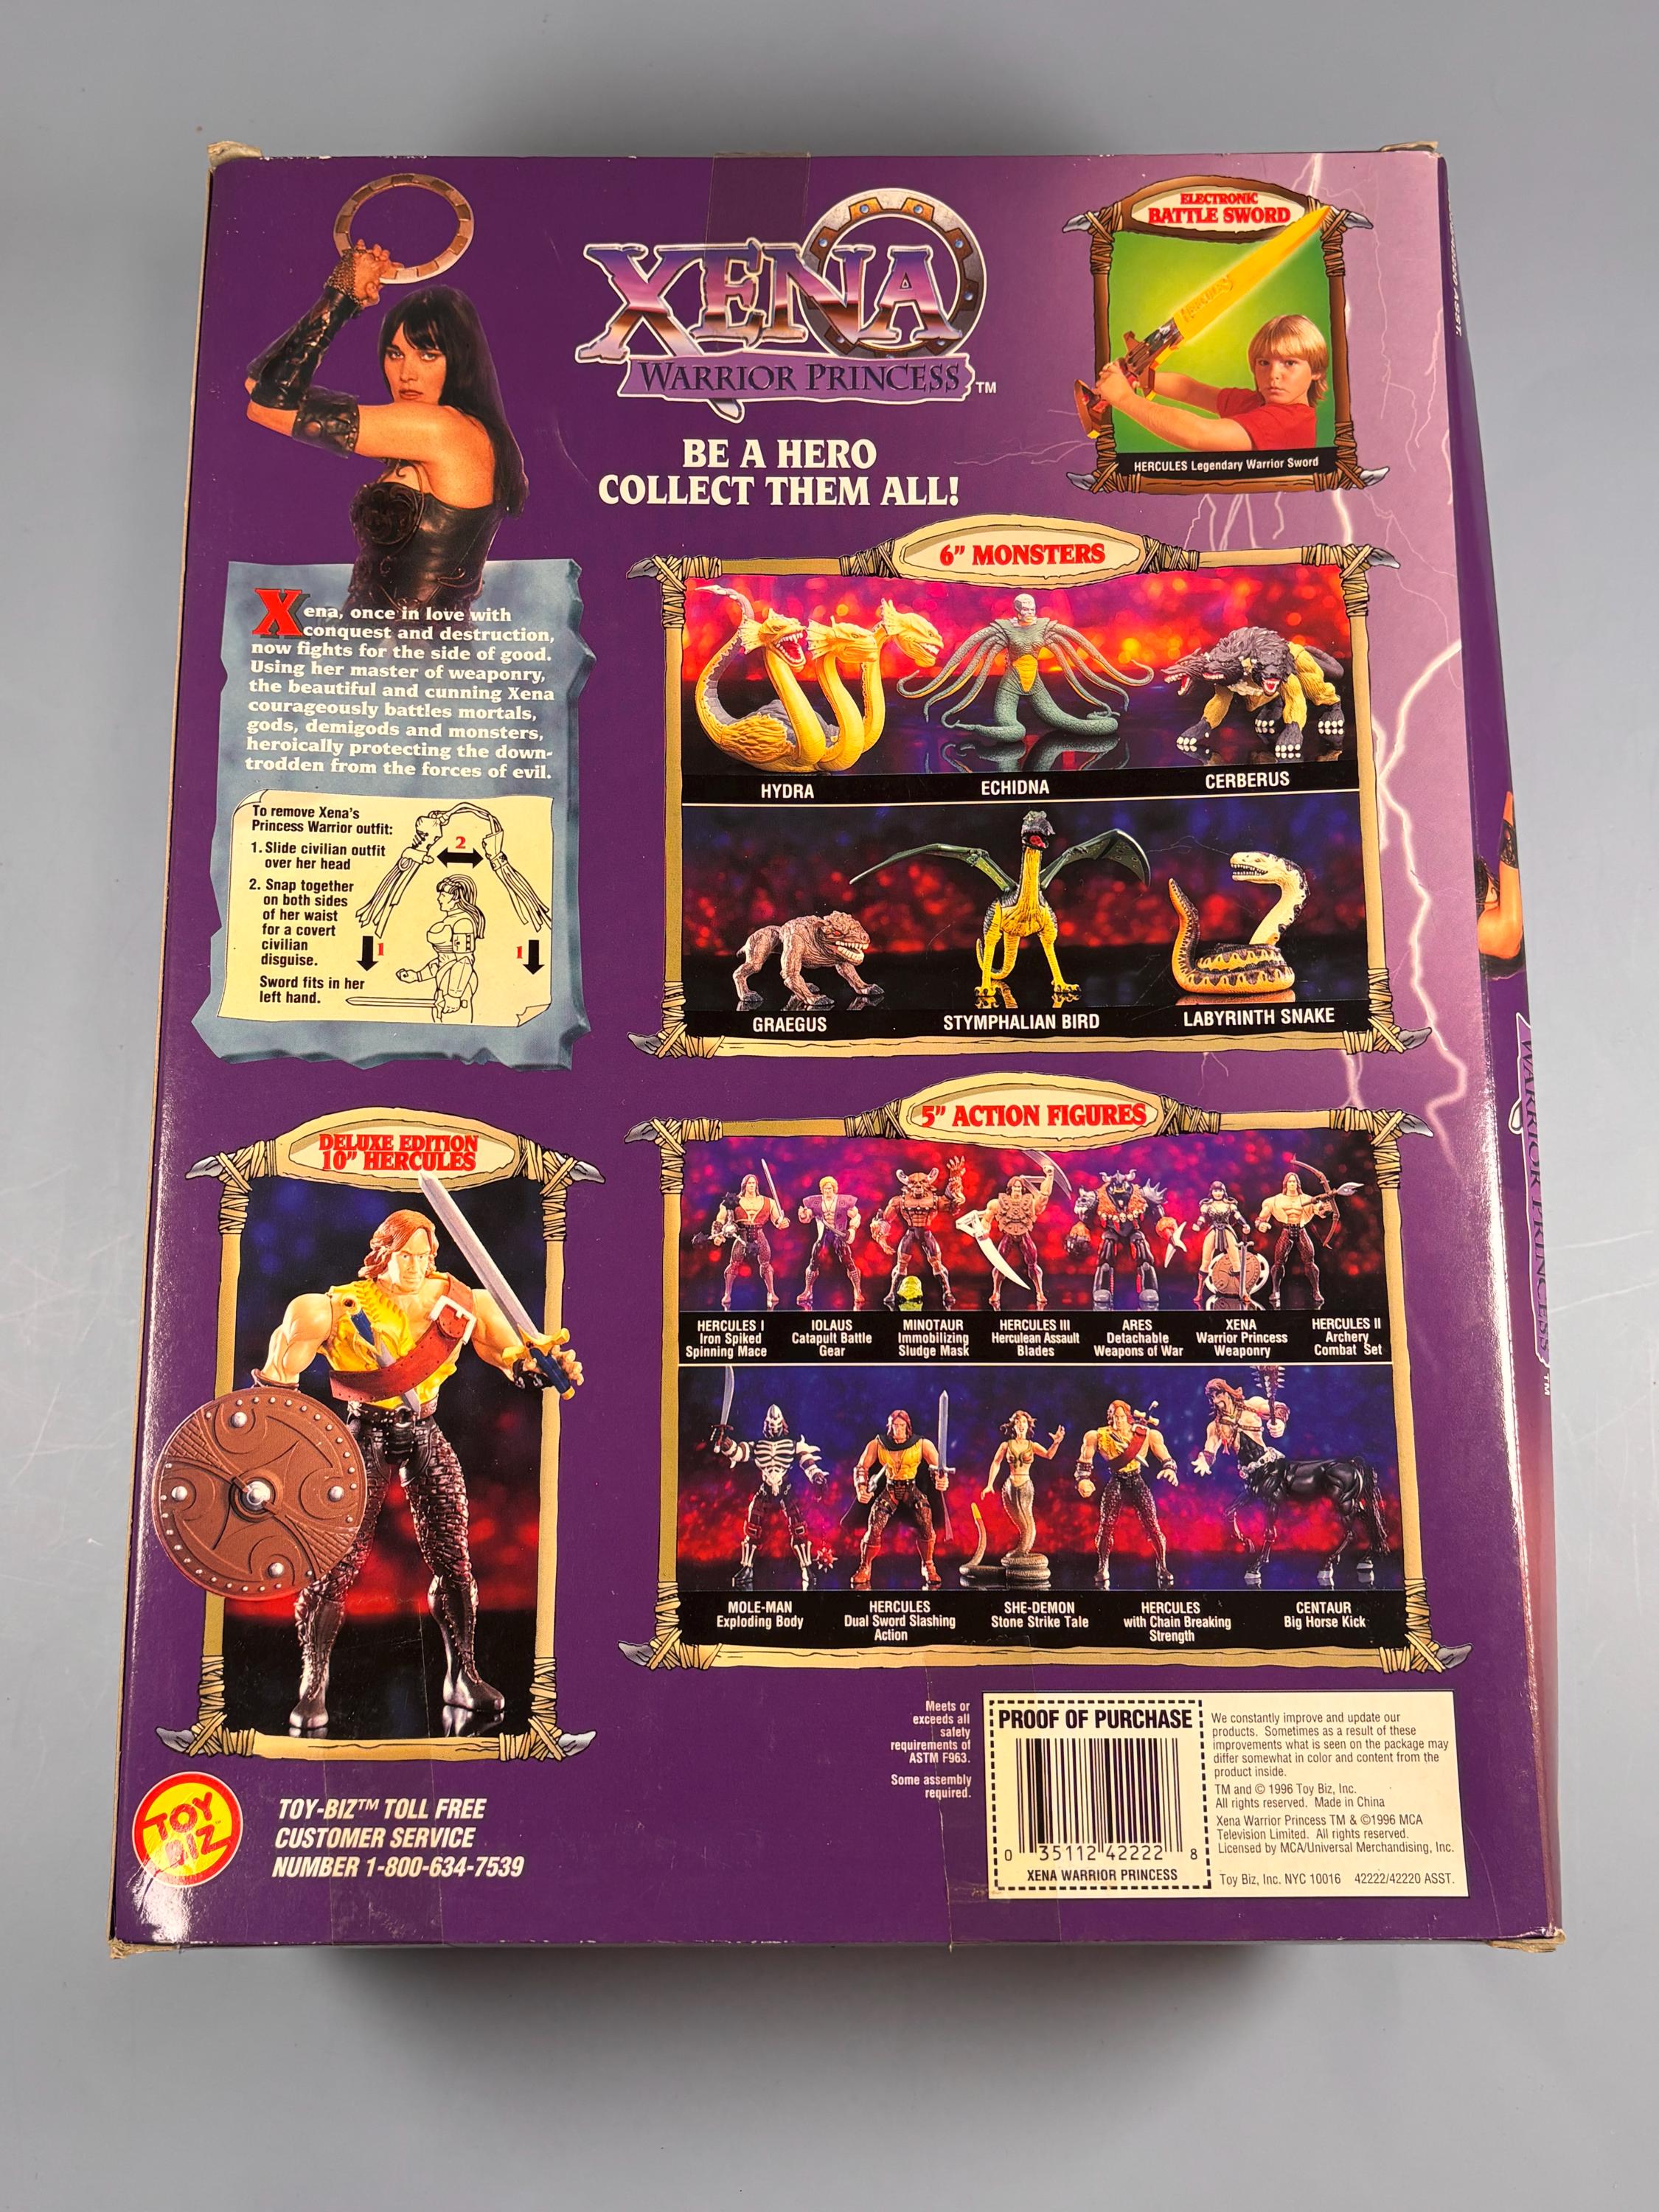 XENA
WARRIOR PRINCESS™
BE A HERO
COLLECT THEM ALL!
ELECTRONIC
BATTLE SWORD
HERCULES
HERCULES Legendary Warrior Sword
Xena, once in love with
conquest and destruction,
now fights for the side of good.
Using her master of weaponry,
the beautiful and cunning Xena
courageously battles mortals,
gods, demigods and monsters,
heroically protecting the down-
trodden from the forces of evil.
To remove Xena's
Princess Warrior outfit:
1. Slide civilian outfit
over her head
2. Snap together
on both sides
of her waist
for a covert
civilian
disguise.
Sword fits in her
left hand.
2
1
1
6" MONSTERS
HYDRA
ECHIDNA
CERBERUS
GRAEGUS
STYMPHALIAN BIRD
LABYRINTH SNAKE
DELUXE EDITION
10" HERCULES
5" ACTION FIGURES
HERCULES I
Iron Spiked
Spinning Mace
IOLAUS
Catapult Battle
Gear
MINOTAUR
Immobilizing
Sludge Mask
HERCULES III
Herculean Assault
Blades
ARES
Detachable
Weapons of War
XENA
Warrior Princess
Weaponry
HERCULES II
Archery
Combat Set
MOLE-MAN
Exploding Body
HERCULES
Dual Sword Slashing
Action
SHE-DEMON
Stone Strike Tale
HERCULES
with Chain Breaking
Strength
CENTAUR
Big Horse Kick
TOY
BIZ
TOY-BIZ™ TOLL FREE
CUSTOMER SERVICE
NUMBER 1-800-634-7539
Meets or
exceeds all
safety
requirements of
ASTM F963.
Some assembly
required.
PROOF OF PURCHASE
0 35112 42222 8
XENA WARRIOR PRINCESS
We constantly improve and update our
products. Sometimes as a result of these
improvements what is seen on the package may
differ somewhat in color and content from the
product inside.
TM and © 1996 Toy Biz, Inc.
All rights reserved. Made in China
Xena Warrior Princess TM & ©1996 MCA
Television Limited. All rights reserved.
Licensed by MCA/Universal Merchandising, Inc.
Toy Biz, Inc. NYC 10016 42222/42220 ASST.
WARRIOR PRINCESS™
ASST.